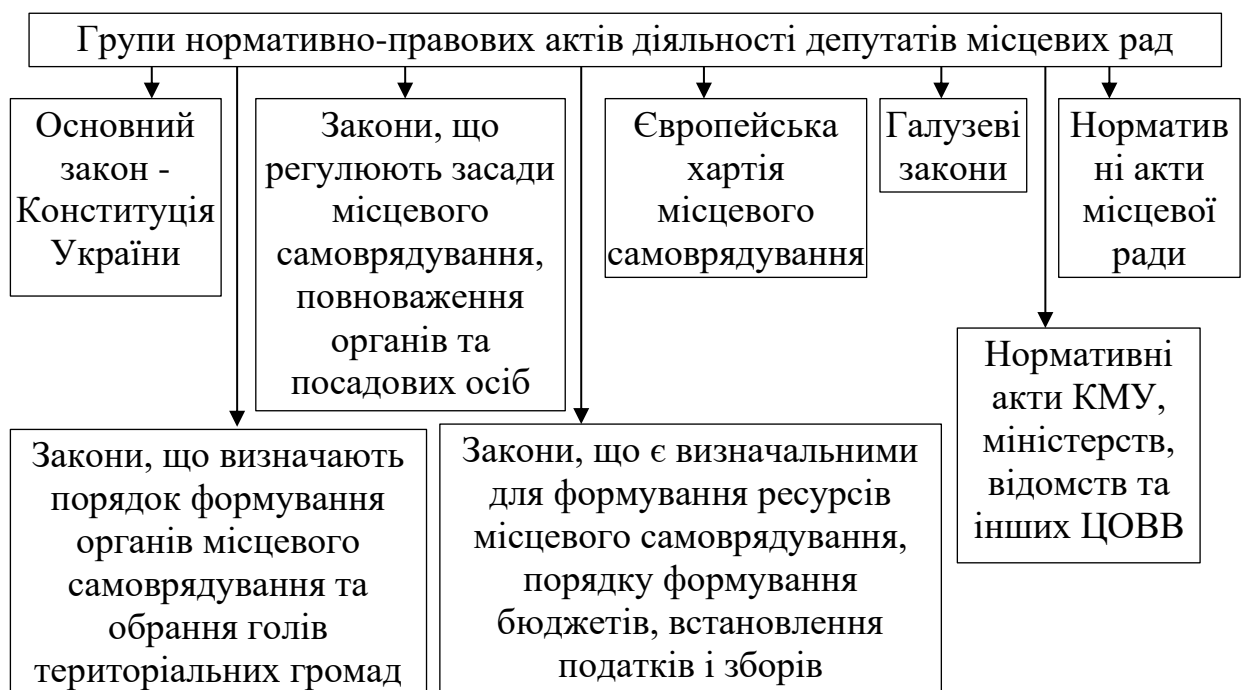 Групи нормативно-правових актів діяльності депутатів місцевих рад
Основний
закон -
Конституція
України
Закони, що
регулюють засади
місцевого
самоврядування,
повноваження
органів та
посадових осіб
Європейська
хартія
місцевого
самоврядування
Галузеві
закони
Норматив
ні акти
місцевої
ради
Закони, що визначають
порядок формування
органів місцевого
самоврядування та
обрання голів
територіальних громад
Закони, що є визначальними
для формування ресурсів
місцевого самоврядування,
порядку формування
бюджетів, встановлення
податків і зборів
Нормативні
акти КМУ,
міністерств,
відомств та
інших ЦОВВ